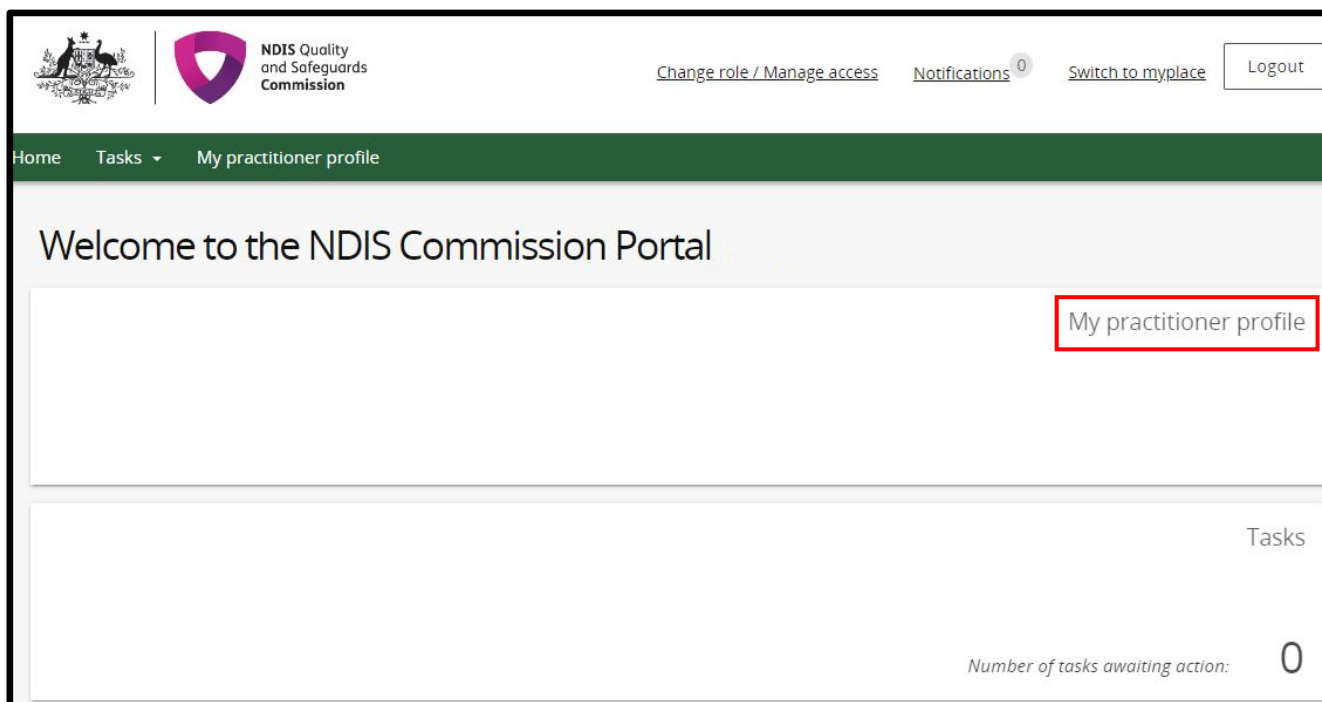 NDIS Quality
and Safeguards
Commission
Change role / Manage access Notifications 0 Switch to myplace Logout
Home Tasks My practitioner profile
Welcome to the NDIS Commission Portal
My practitioner profile
Tasks
Number of tasks awaiting action: 0